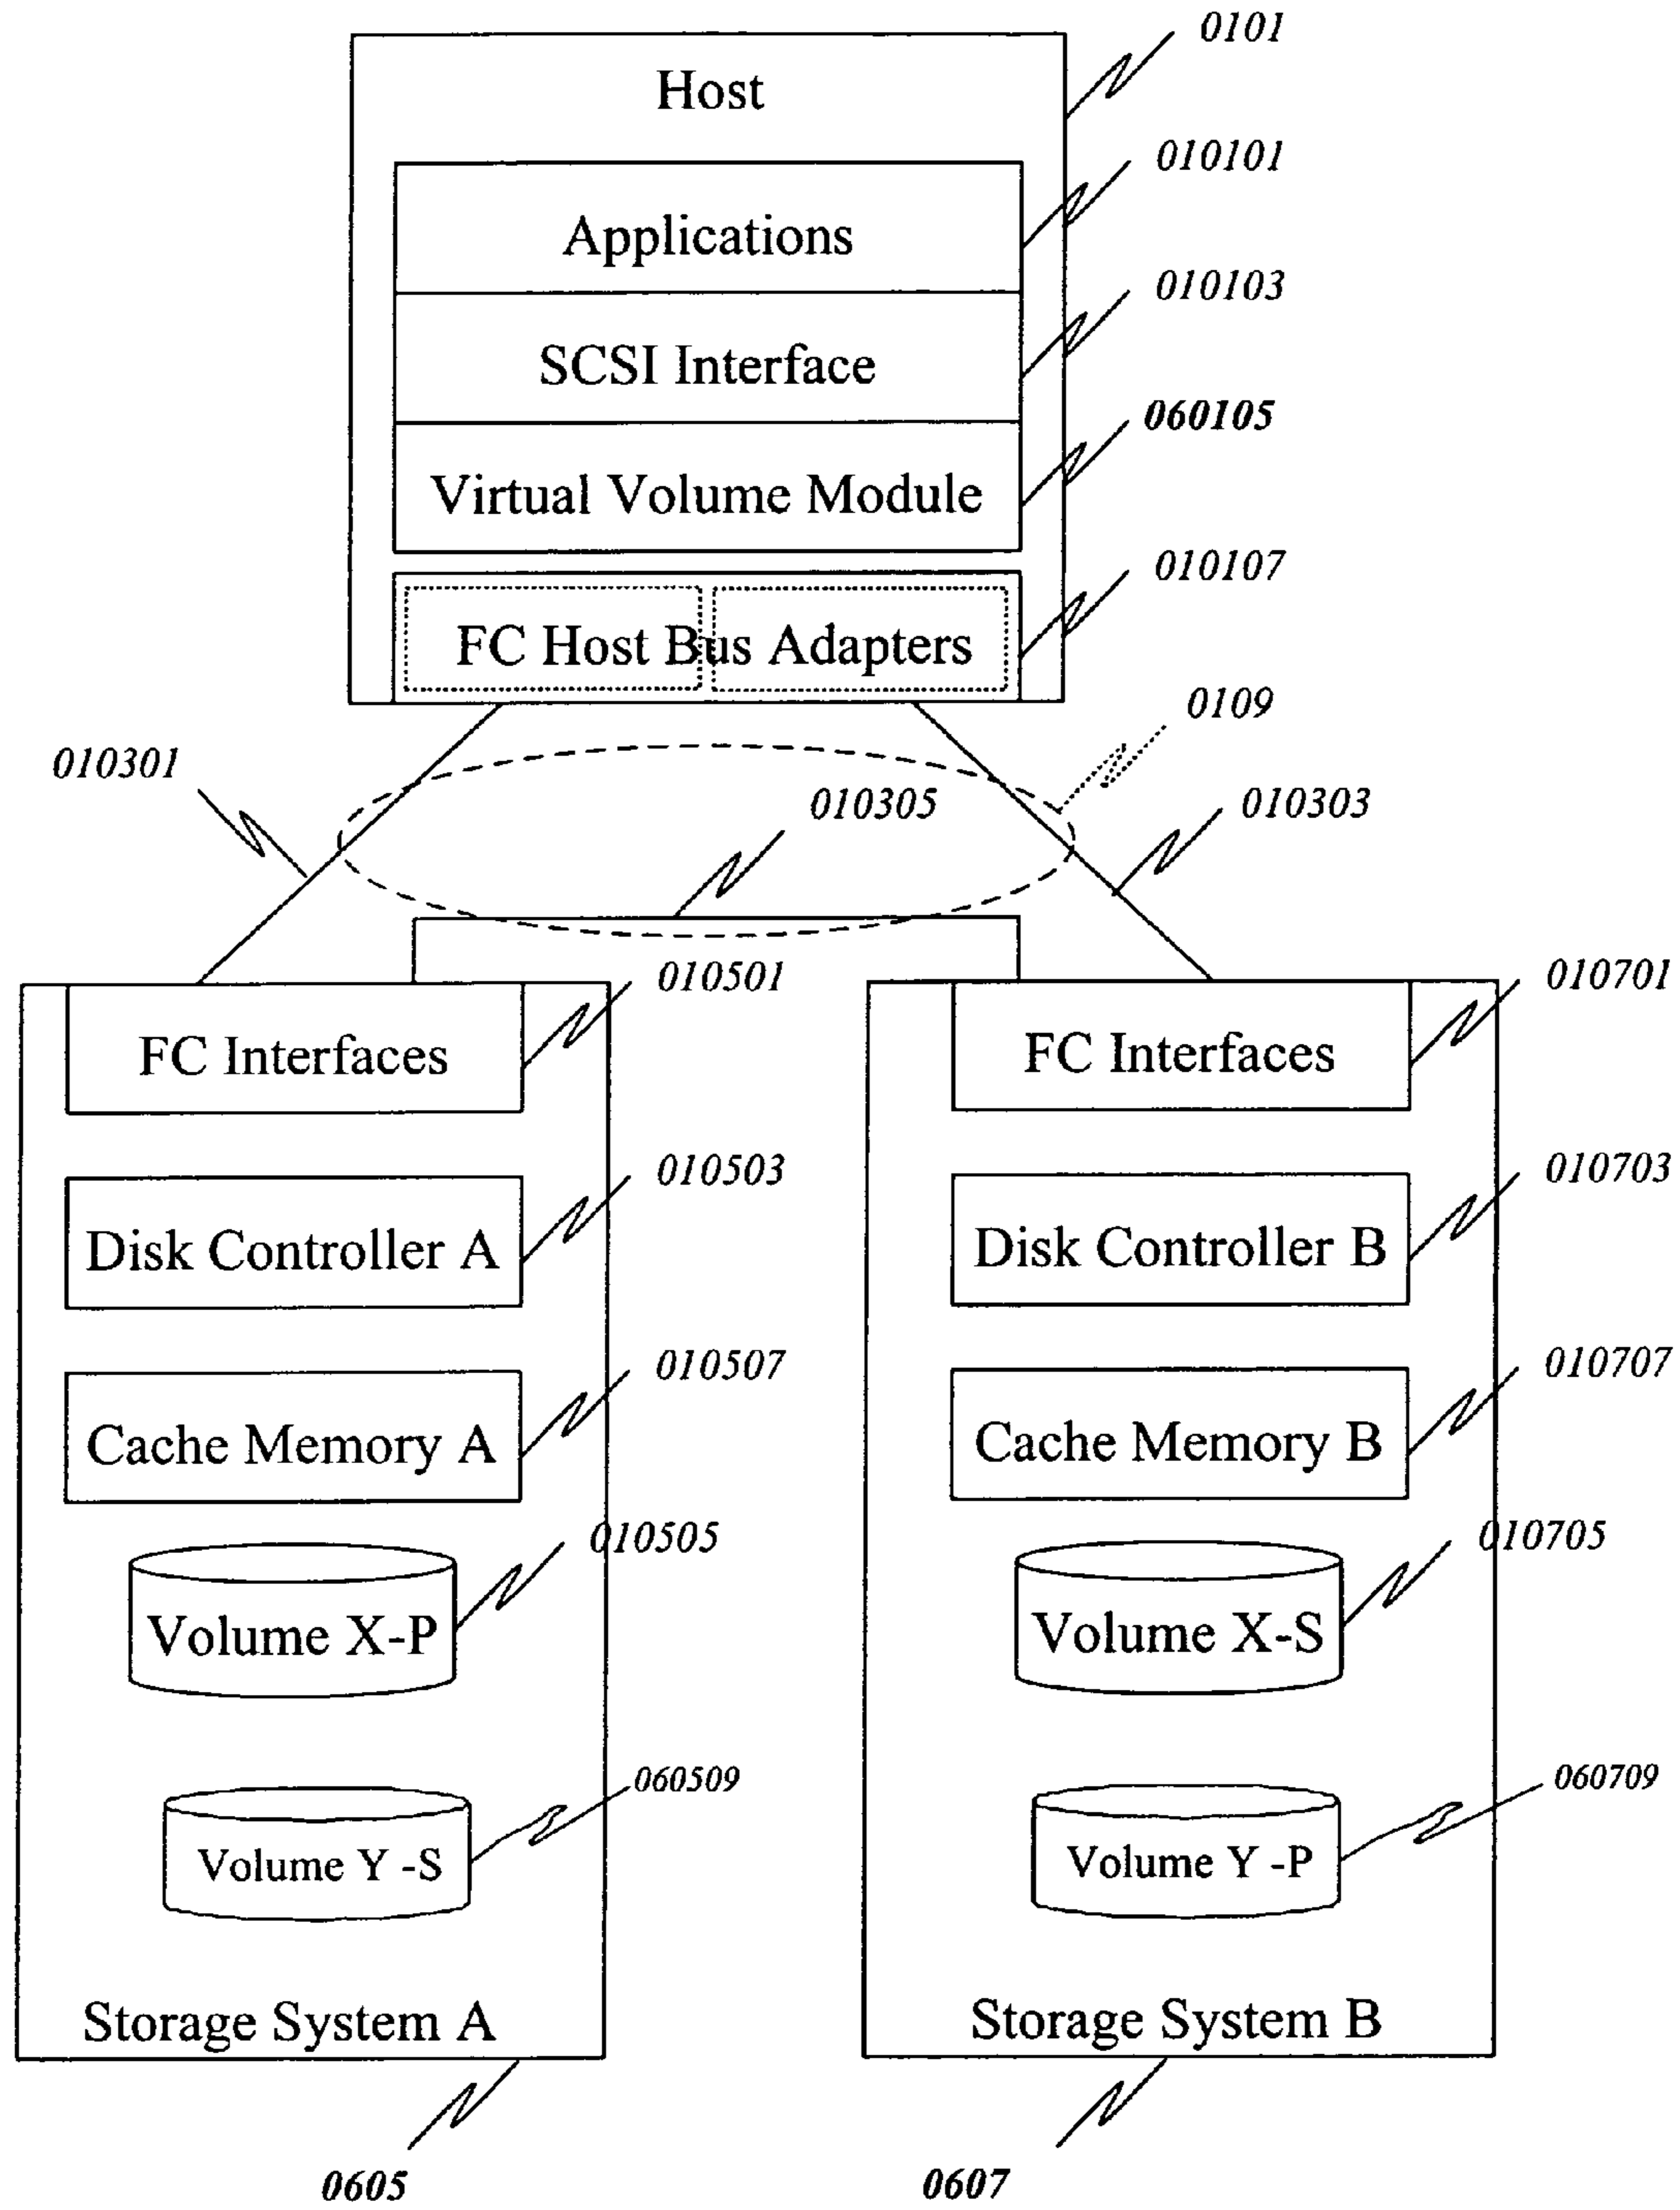 0101
Host
010101
Applications
010103
SCSI Interface
060105
Virtual Volume Module
010107
FC Host Bus Adapters
0109
010301
010305
010303
010501
010701
FC Interfaces
FC Interfaces
010503
010703
Disk Controller A
Disk Controller B
010507
010707
Cache Memory A
Cache Memory B
010505
010705
Volume X-P
Volume X-S
060509
060709
Volume Y -S
Volume Y -P
Storage System A
Storage System B
0605
0607